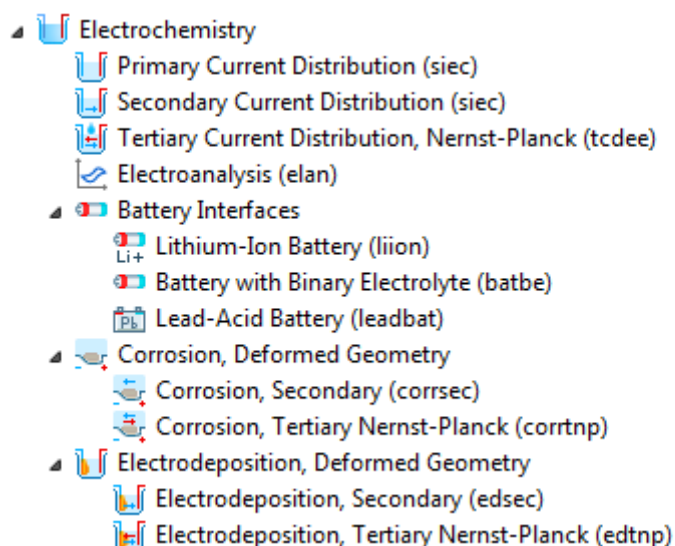 Electrochemistry
Primary Current Distribution (siec)
Secondary Current Distribution (siec)
Tertiary Current Distribution, Nernst-Planck (tcdee)
Electroanalysis (elan)
Battery Interfaces
Li+ Lithium-Ion Battery (liion)
Battery with Binary Electrolyte (batbe)
Pb Lead-Acid Battery (leadbat)
Corrosion, Deformed Geometry
Corrosion, Secondary (corrsec)
Corrosion, Tertiary Nernst-Planck (corrtnp)
Electrodeposition, Deformed Geometry
Electrodeposition, Secondary (edsec)
Electrodeposition, Tertiary Nernst-Planck (edtnp)